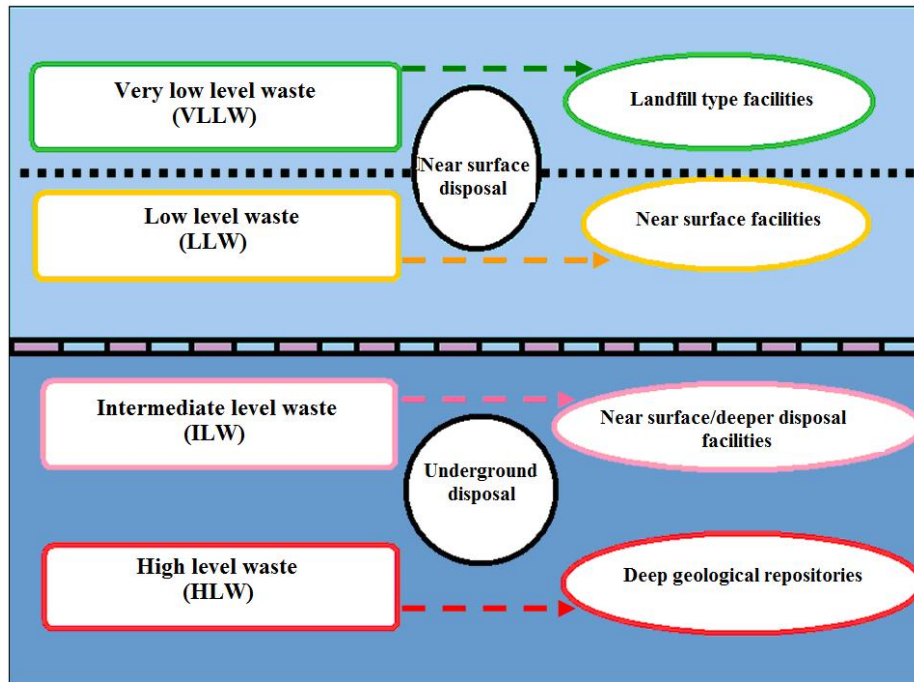 Very low level waste
(VLLW)
Landfill type facilities
Near surface
disposal
Low level waste
(LLW)
Near surface facilities
Intermediate level waste
(ILW)
Near surface/deeper disposal
facilities
Underground
disposal
High level waste
(HLW)
Deep geological repositories